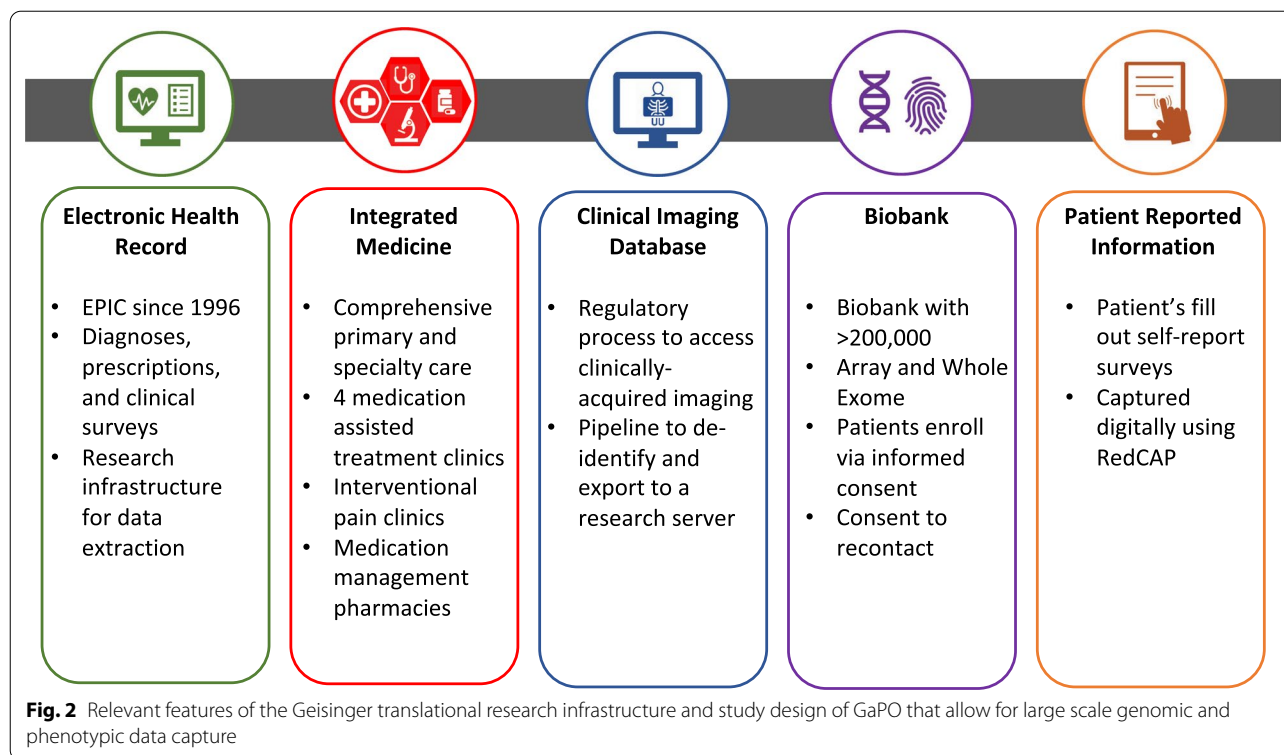 Electronic Health
Record
• EPIC since 1996
• Diagnoses,
prescriptions,
and clinical
surveys
• Research
infrastructure
for data
extraction
Integrated
Medicine
• Comprehensive
primary and
specialty care
• 4 medication
assisted
treatment clinics
• Interventional
pain clinics
• Medication
management
pharmacies
Clinical Imaging
Database
• Regulatory
process to access
clinically-
acquired imaging
• Pipeline to de-
identify and
export to a
research server
Biobank
• Biobank with
>200,000
• Array and Whole
Exome
• Patients enroll
via informed
consent
• Consent to
recontact
Patient Reported
Information
• Patient’s fill
out self-report
surveys
• Captured
digitally using
RedCAP
Fig. 2 Relevant features of the Geisinger translational research infrastructure and study design of GaPO that allow for large scale genomic and
phenotypic data capture